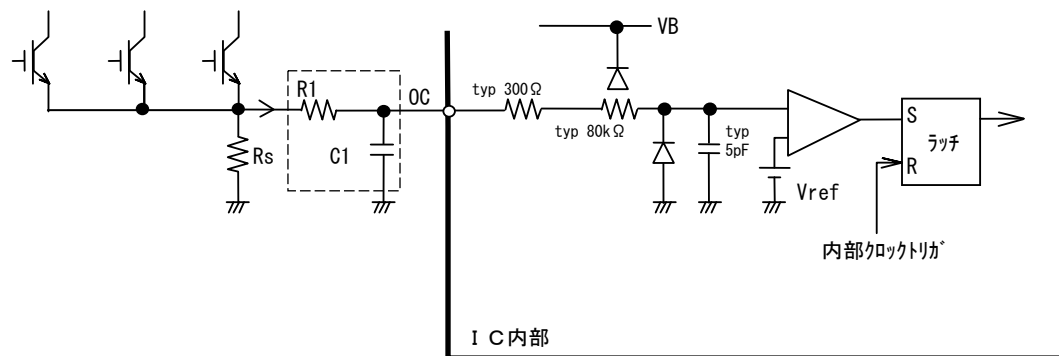 VB
R1
OC
typ 300Ω
typ 80kΩ
Rs
C1
typ
5pF
Vref
S
ラッチ
R
内部クロックトリガ
ＩＣ内部